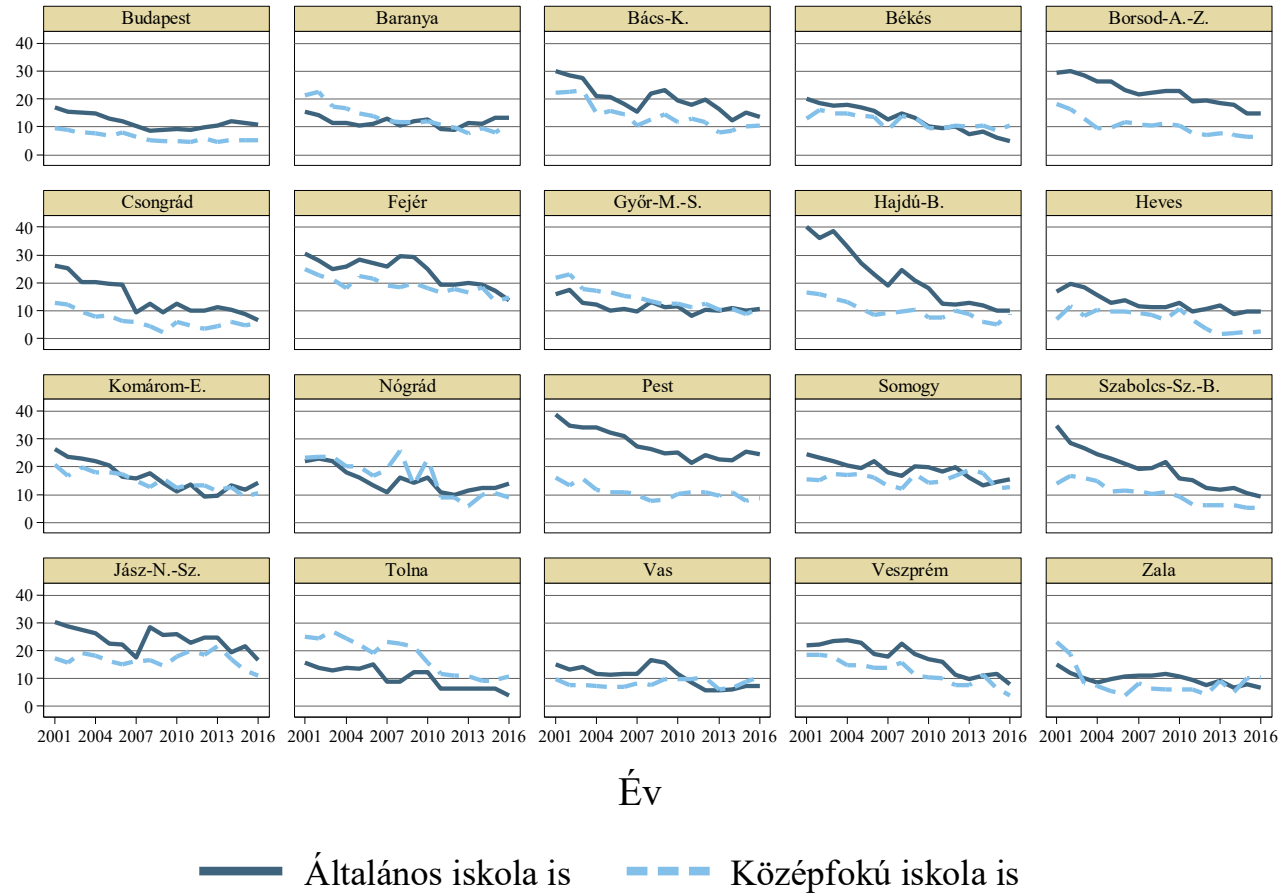 Budapest Baranya Bács-K. Békés Borsod-A.-Z.
40
30
20
10
0
Csongrád Fejér Győr-M.-S. Hajdú-B. Heves
40
30
20
10
0
Komárom-E. Nógrád Pest Somogy Szabolcs-Sz.-B.
40
30
20
10
0
Jász-N.-Sz. Tolna Vas Veszprém Zala
40
30
20
10
0
2001 2004 2007 2010 2013 2016 2001 2004 2007 2010 2013 2016 2001 2004 2007 2010 2013 2016 2001 2004 2007 2010 2013 2016 2001 2004 2007 2010 2013 2016
Év
Általános iskola is Középfokú iskola is